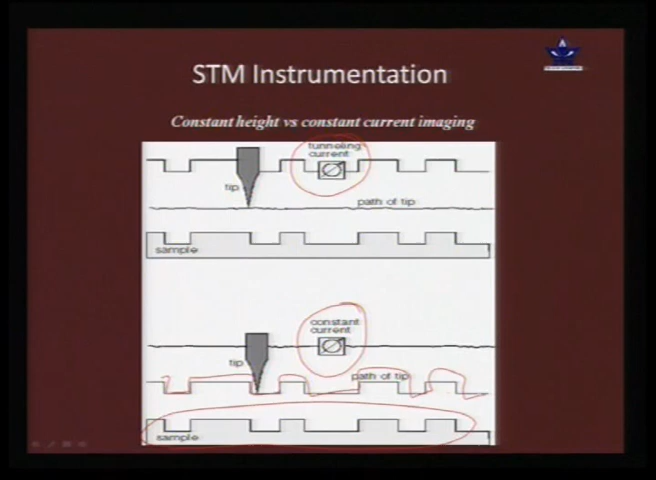 STM Instrumentation
Constant height vs constant current imaging
tunneling
current
tip
path of tip
sample
constant
current
tip
path of tip
sample